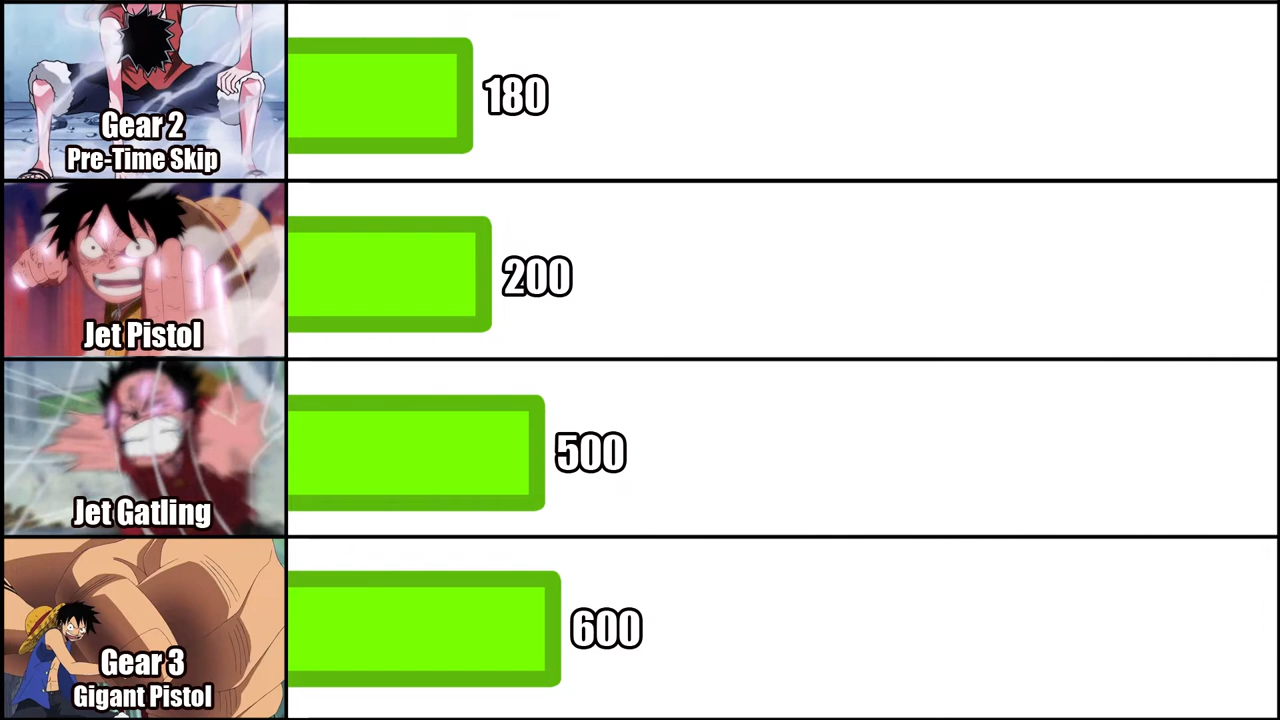 Gear 2
Pre-Time Skip
180
Jet Pistol
200
Jet Gatling
500
Gear 3
Gigant Pistol
600